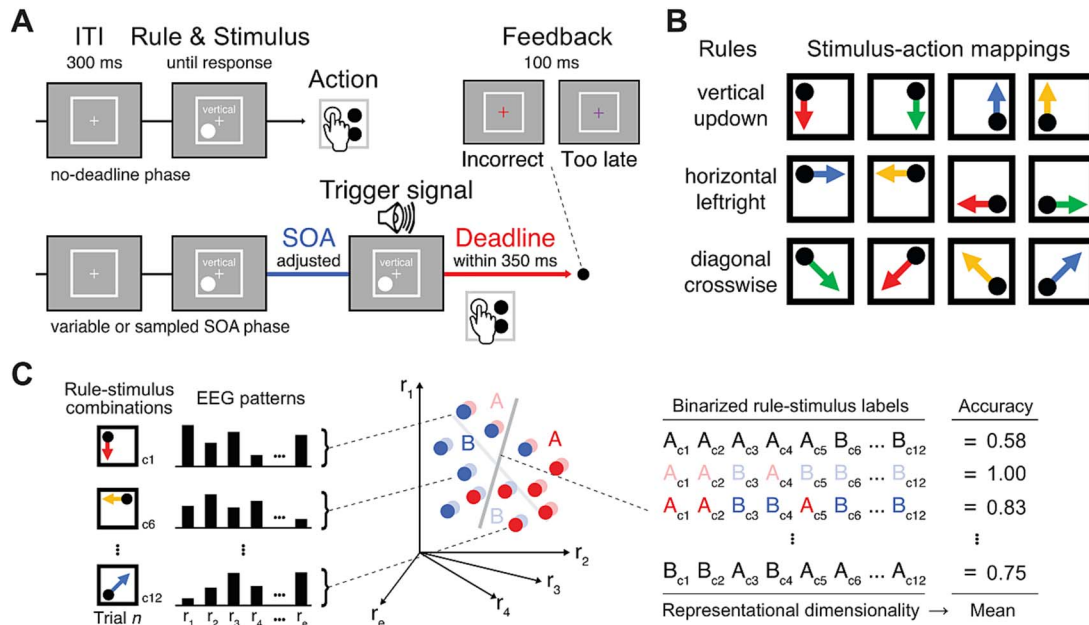 A
ITI
Rule & Stimulus
Feedback
300 ms
until response
100 ms
Action
vertical
Incorrect
Too late
no-deadline phase
Trigger signal
SOA
adjusted
Deadline
within 350 ms
vertical
vertical
variable or sampled SOA phase
B
Rules
Stimulus-action mappings
vertical
updown
horizontal
leftright
diagonal
crosswise
C
Rule-stimulus
combinations
EEG patterns
c1
c6
c12
Trial n
r1 r2 r3 r4 ... re
r1
A
B
A
B
r2
r3
r4
re
Binarized rule-stimulus labels
Accuracy
Ac1 Ac2 Ac3 Ac4 Ac5 Bc6 ... Bc12 = 0.58
Ac1 Ac2 Bc3 Ac4 Bc5 Bc6 ... Bc12 = 1.00
Ac1 Ac2 Bc3 Bc4 Ac5 Bc6 ... Bc12 = 0.83
Bc1 Bc2 Ac3 Bc4 Ac5 Ac6 ... Ac12 = 0.75
Representational dimensionality → Mean